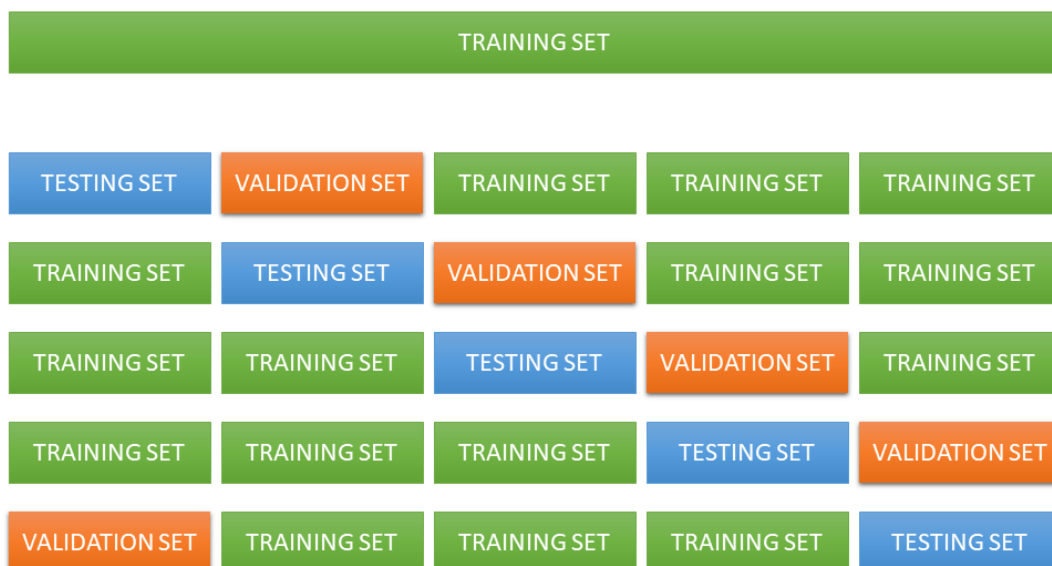 TRAINING SET
TESTING SET VALIDATION SET TRAINING SET TRAINING SET TRAINING SET
TRAINING SET TESTING SET VALIDATION SET TRAINING SET TRAINING SET
TRAINING SET TRAINING SET TESTING SET VALIDATION SET TRAINING SET
TRAINING SET TRAINING SET TRAINING SET TESTING SET VALIDATION SET
VALIDATION SET TRAINING SET TRAINING SET TRAINING SET TESTING SET